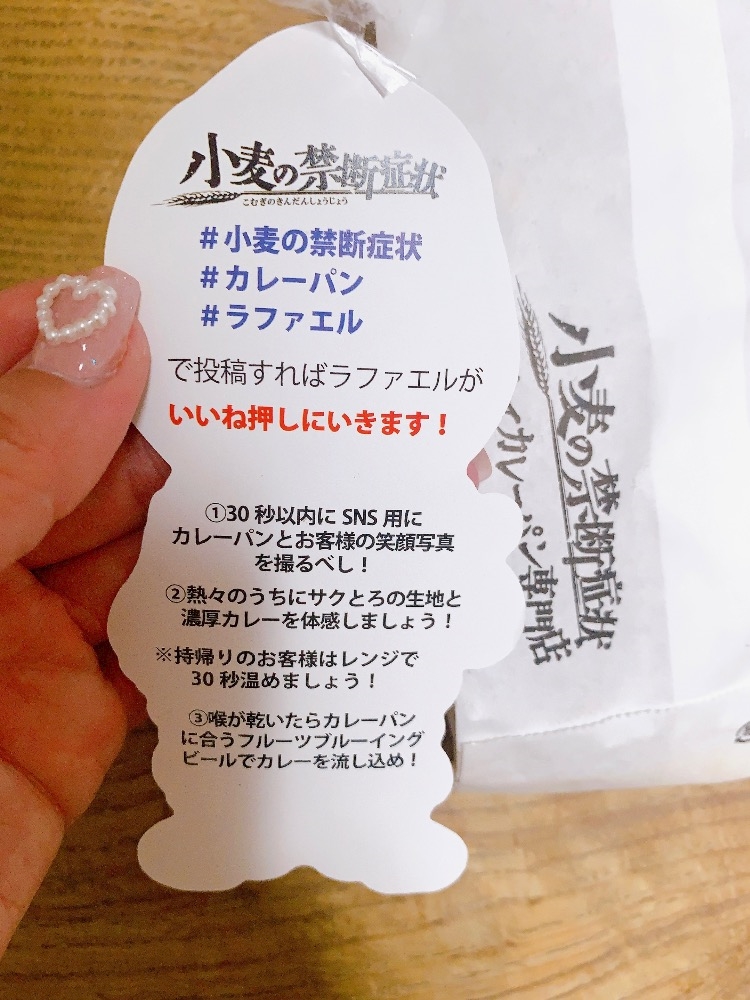 小麦の禁断症状
こむぎのきんだんしょうじょう
#小麦の禁断症状
#カレーパン
#ラファエル
で投稿すればラファエルが
いいね押しにいきます！
①30秒以内にSNS用に
カレーパンとお客様の笑顔写真
を撮るべし！
②熱々のうちにサクとろの生地と
濃厚カレーを体感しましょう！
※持帰りのお客様はレンジで
30秒温めましょう！
③喉が乾いたらカレーパン
に合うフルーツブルーイング
ビールでカレーを流し込め！
小麦の禁断症状
カレーパン専門店